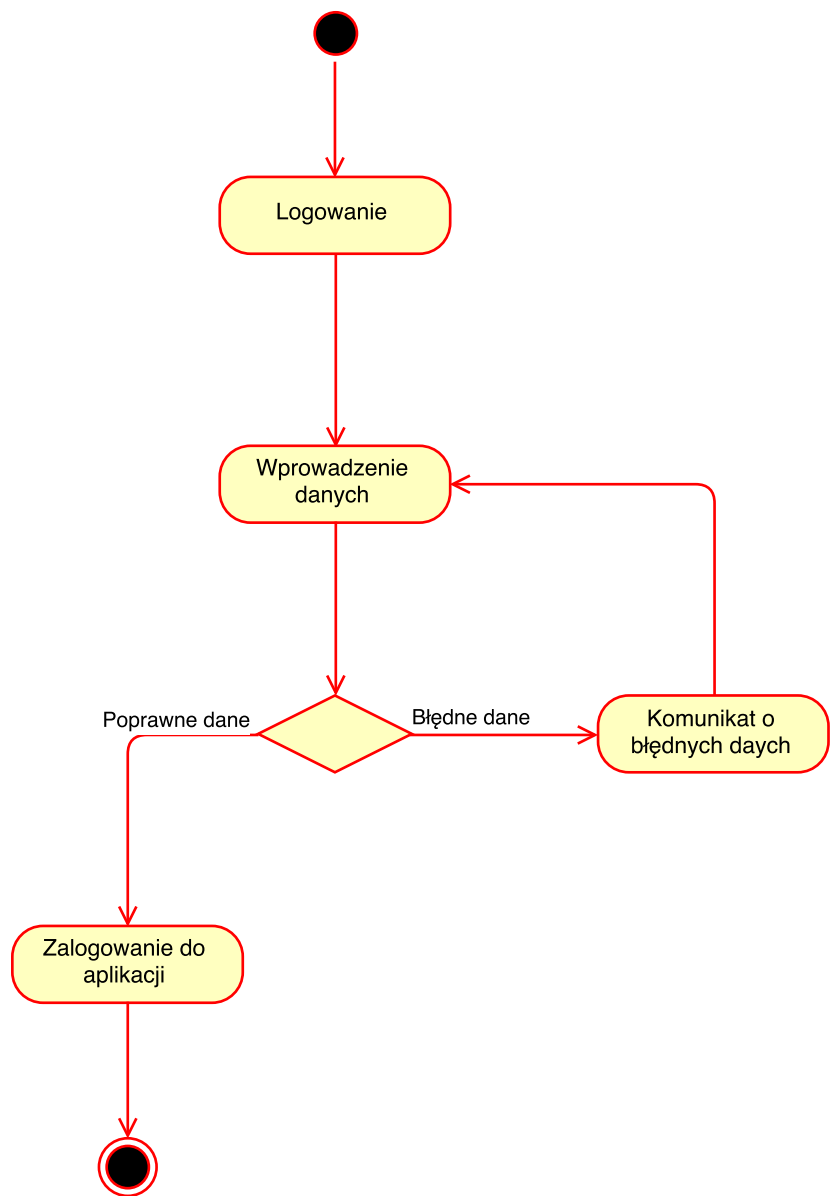 Logowanie
Wprowadzenie
danych
Poprawne dane
Błędne dane
Komunikat o
błędnych daych
Zalogowanie do
aplikacji